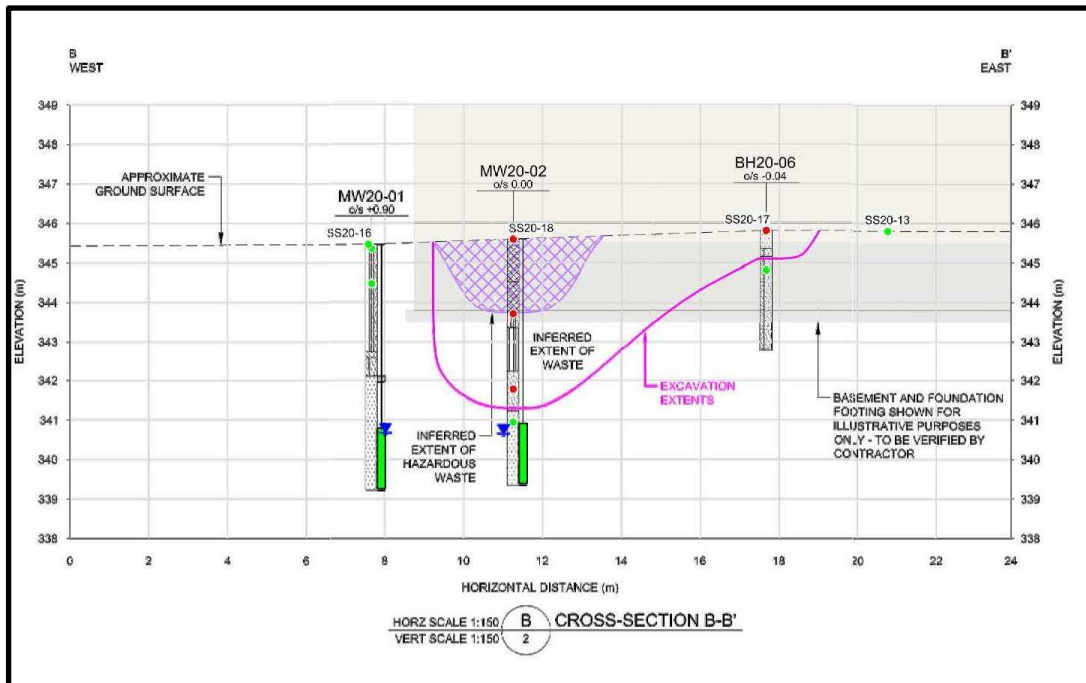 B
WEST
B'
EAST
349
348
347
346
345
344
343
342
341
340
339
338
ELEVATION (m)
349
348
347
346
345
344
343
342
341
340
339
338
ELEVATION (m)
APPROXIMATE
GROUND SURFACE
MW20-01
o/s +0.90
SS20-16
MW20-02
o/s 0.00
SS20-18
BH20-06
o/s -0.04
SS20-17
SS20-13
INFERRED
EXTENT OF
WASTE
EXCAVATION
EXTENTS
INFERRED
EXTENT OF
HAZARDOUS
WASTE
BASEMENT AND FOUNDATION
FOOTING SHOWN FOR
ILLUSTRATIVE PURPOSES
ONLY - TO BE VERIFIED BY
CONTRACTOR
0 2 4 6 8 10 12 14 16 18 20 22 24
HORIZONTAL DISTANCE (m)
HORZ SCALE 1:150
VERT SCALE 1:150
B
2
CROSS-SECTION B-B'